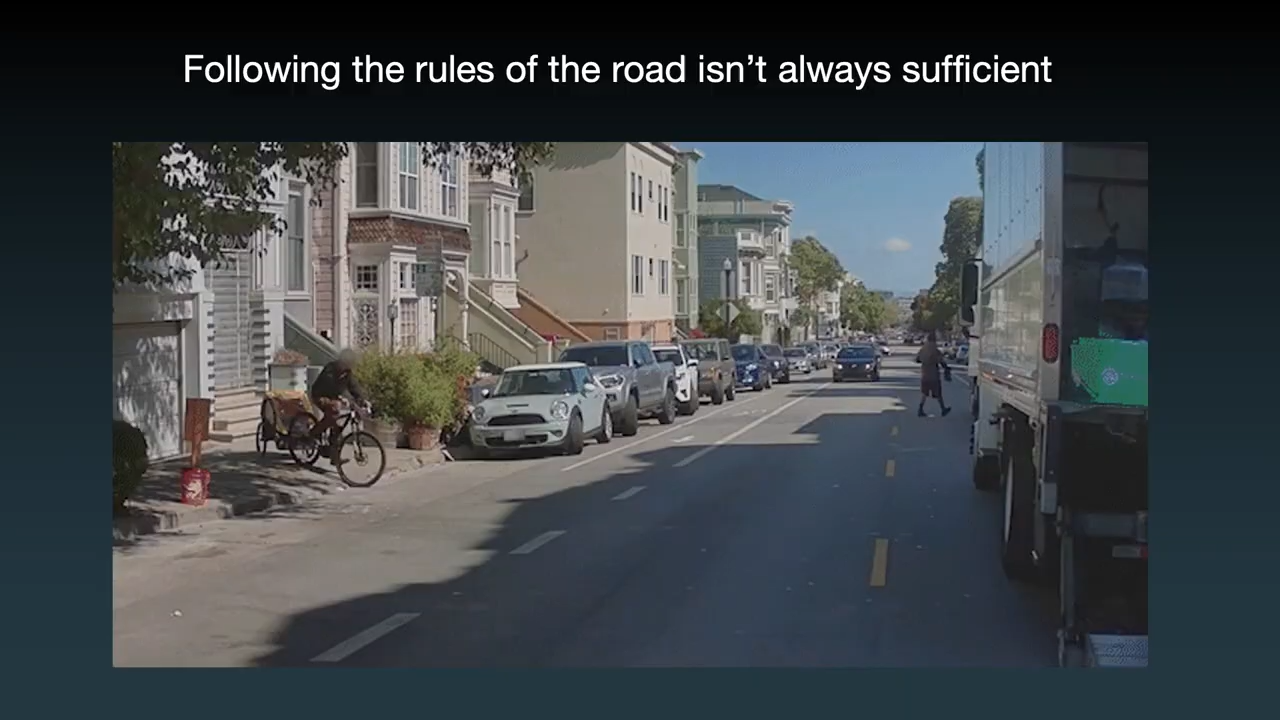 Following the rules of the road isn’t always sufficient